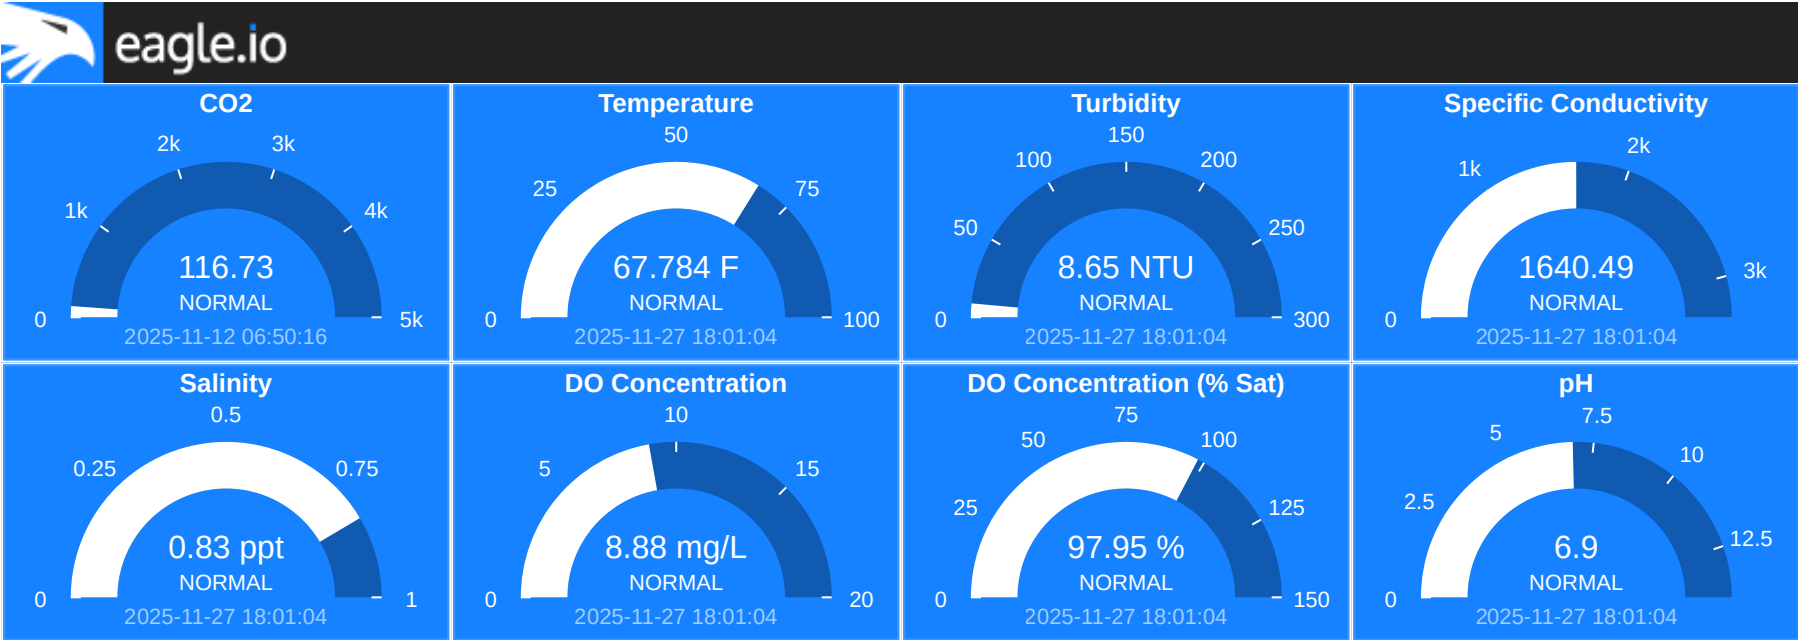 eagle.io
CO2
0
1k
2k
3k
4k
5k
116.73
NORMAL
2025-11-12 06:50:16
Temperature
0
25
50
75
100
67.784 F
NORMAL
2025-11-27 18:01:04
Turbidity
0
50
100
150
200
250
300
8.65 NTU
NORMAL
2025-11-27 18:01:04
Specific Conductivity
0
1k
2k
3k
1640.49
NORMAL
2025-11-27 18:01:04
Salinity
0
0.25
0.5
0.75
1
0.83 ppt
NORMAL
2025-11-27 18:01:04
DO Concentration
0
5
10
15
20
8.88 mg/L
NORMAL
2025-11-27 18:01:04
DO Concentration (% Sat)
0
25
50
75
100
125
150
97.95 %
NORMAL
2025-11-27 18:01:04
pH
0
2.5
5
7.5
10
12.5
6.9
NORMAL
2025-11-27 18:01:04